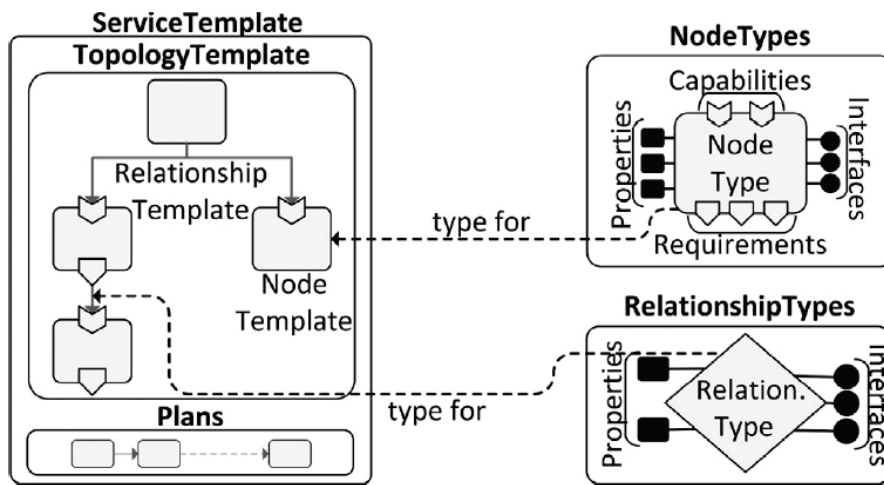 ServiceTemplate
TopologyTemplate
Relationship
Template
Node
Template
Plans
type for
type for
NodeTypes
Capabilities
Properties
Node
Type
Interfaces
Requirements
RelationshipTypes
Properties
Relation.
Type
Interfaces